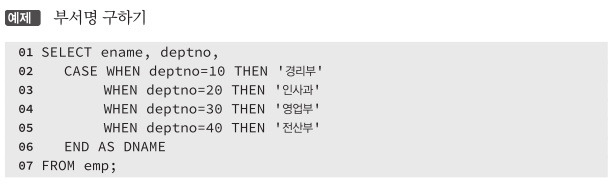 예제 부서명 구하기
01 SELECT ename, deptno,
02 CASE WHEN deptno=10 THEN '경리부'
03 WHEN deptno=20 THEN '인사과'
04 WHEN deptno=30 THEN '영업부'
05 WHEN deptno=40 THEN '전산부'
06 END AS DNAME
07 FROM emp;